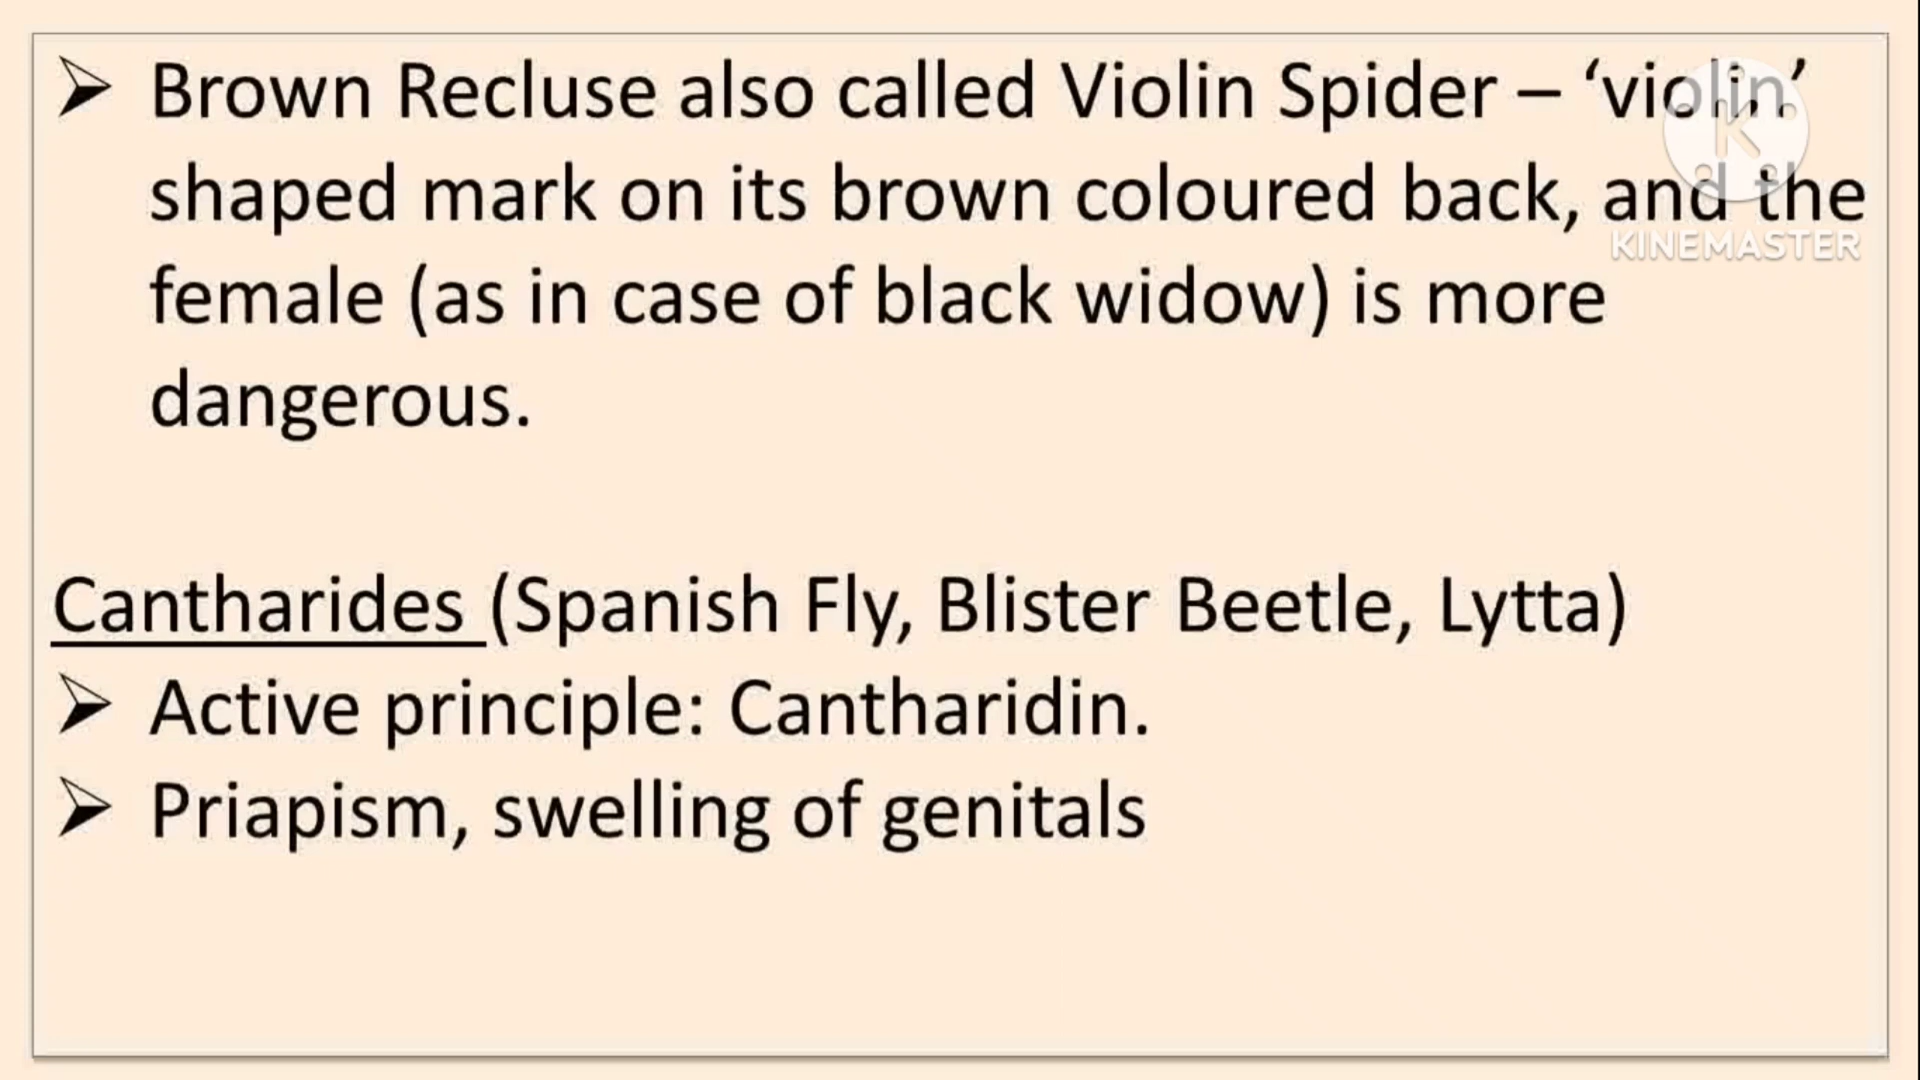 ➢ Brown Recluse also called Violin Spider – ‘violin’
shaped mark on its brown coloured back, and the
female (as in case of black widow) is more
dangerous.
Cantharides (Spanish Fly, Blister Beetle, Lytta)
➢ Active principle: Cantharidin.
➢ Priapism, swelling of genitals
K
KINEMASTER